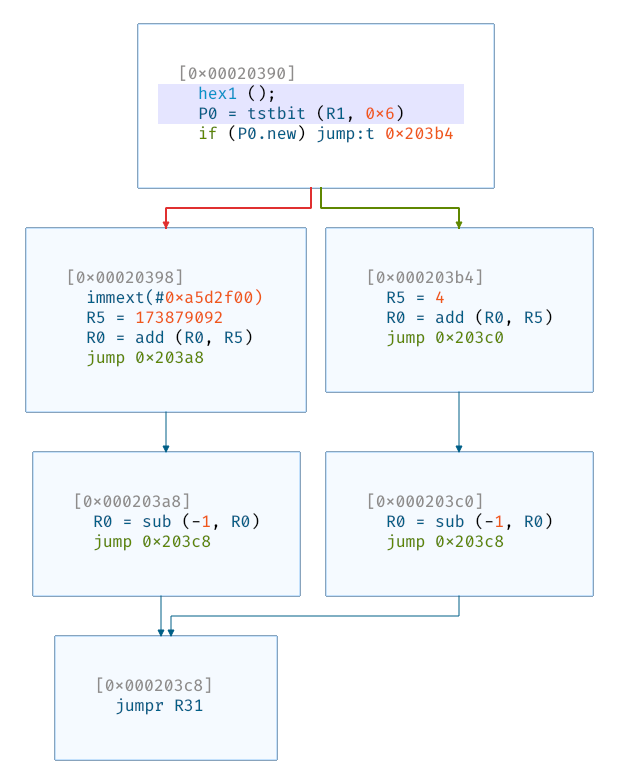 [0x00020390]
hex1 ();
P0 = tstbit (R1, 0x6)
if (P0.new) jump:t 0x203b4
[0x00020398]
immext(#0xa5d2f00)
R5 = 173879092
R0 = add (R0, R5)
jump 0x203a8
[0x000203b4]
R5 = 4
R0 = add (R0, R5)
jump 0x203c0
[0x000203a8]
R0 = sub (-1, R0)
jump 0x203c8
[0x000203c0]
R0 = sub (-1, R0)
jump 0x203c8
[0x000203c8]
jumpr R31